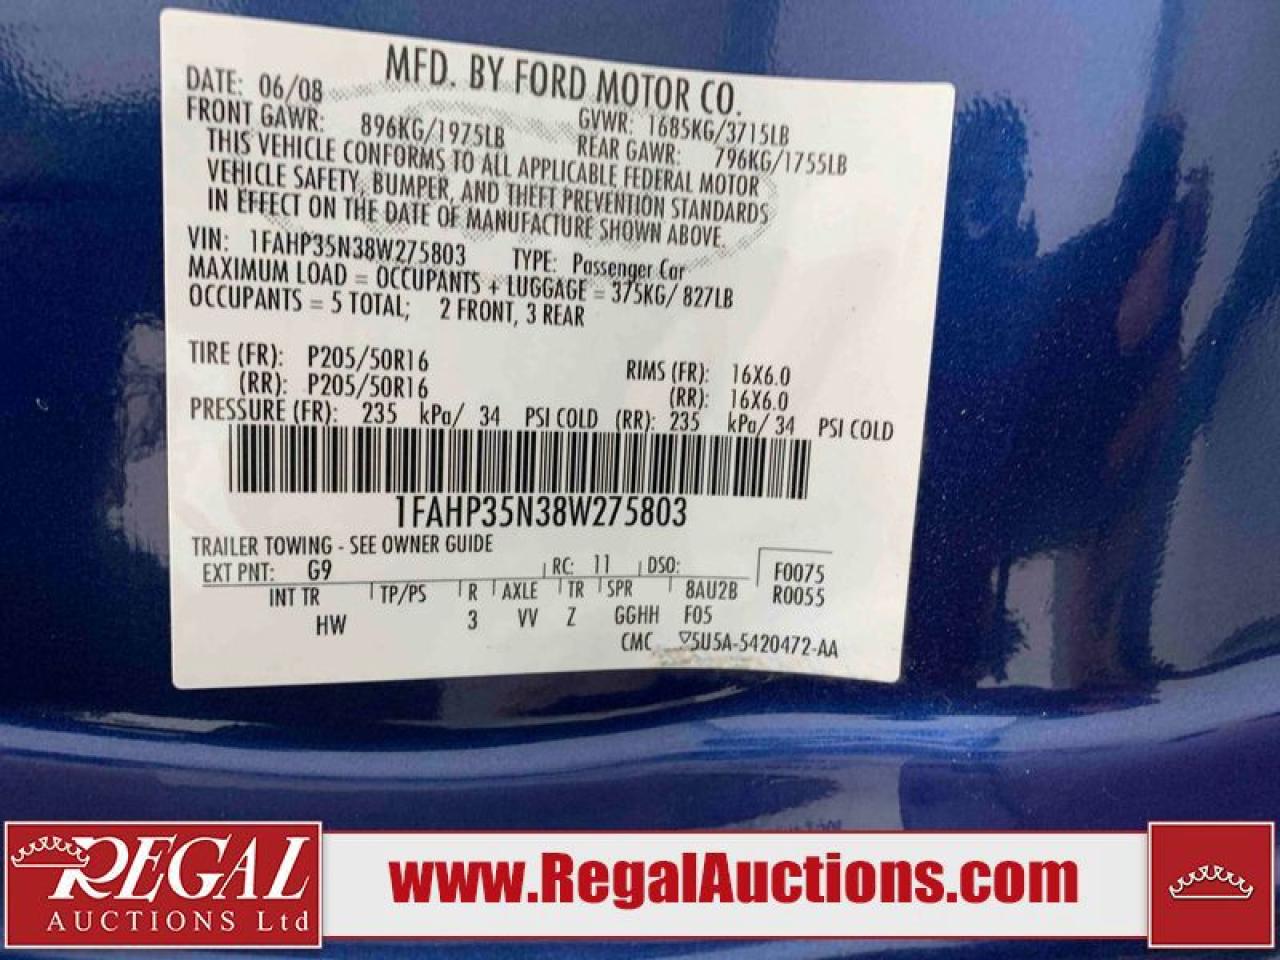 MFD. BY FORD MOTOR CO.
DATE: 06/08 GVWR: 1685KG/3715LB
FRONT GAWR: 896KG/1975LB REAR GAWR: 796KG/1755LB
THIS VEHICLE CONFORMS TO ALL APPLICABLE FEDERAL MOTOR
VEHICLE SAFETY, BUMPER, AND THEFT PREVENTION STANDARDS
IN EFFECT ON THE DATE OF MANUFACTURE SHOWN ABOVE.
VIN: 1FAHP35N38W275803 TYPE: Passenger Car
MAXIMUM LOAD = OCCUPANTS + LUGGAGE = 375KG/ 827LB
OCCUPANTS = 5 TOTAL; 2 FRONT, 3 REAR
TIRE (FR): P205/50R16 RIMS (FR): 16X6.0
(RR): P205/50R16 (RR): 16X6.0
PRESSURE (FR): 235 kPa/ 34 PSI COLD (RR): 235 kPa/ 34 PSI COLD
1FAHP35N38W275803
TRAILER TOWING - SEE OWNER GUIDE
EXT PNT: G9 RC: 11 DSO: F0075
INT TR TP/PS R AXLE TR SPR 8AU2B R0055
HW 3 VV Z GGHH F05
CMC ▽5U5A-5420472-AA
REGAL
AUCTIONS Ltd
www.RegalAuctions.com